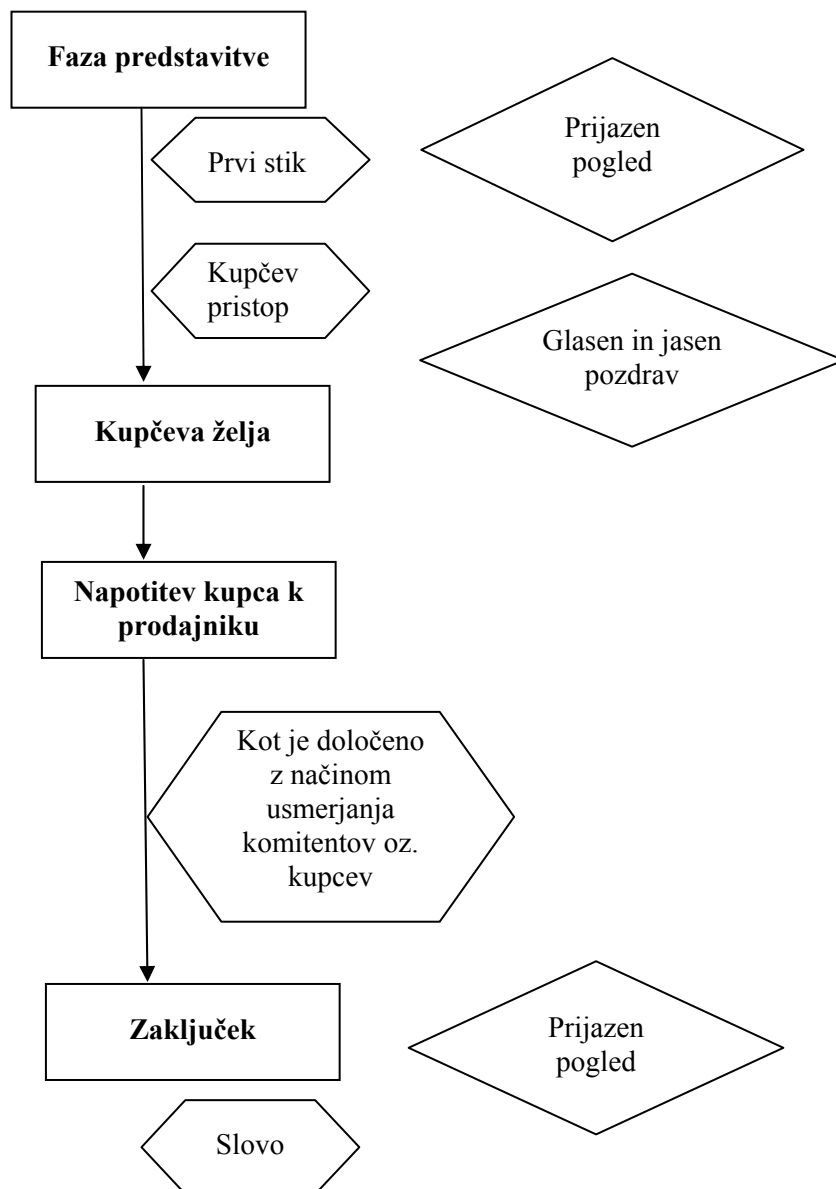 Faza predstavitve
Prvi stik
Prijazen
pogled
Kupčev
pristop
Glasen in jasen
pozdrav
Kupčeva želja
Napotitev kupca k
prodajniku
Kot je določeno
z načinom
usmerjanja
komitentov oz.
kupcev
Zaključek
Prijazen
pogled
Slovo